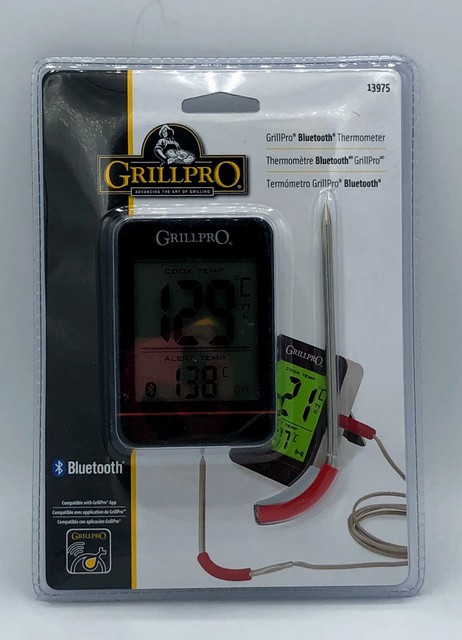 13975
GrillPro® Bluetooth® Thermometer
Thermomètre Bluetooth® GrillPro®
Termómetro GrillPro® Bluetooth®
GRILLPRO®
ADVANCING THE ART OF GRILLING
GRILLPRO®
COOK TEMP
129°C
ALERT TEMP
138°C
GRILLPRO
COOK TEMP
21°C
17°C
Bluetooth®
Compatible with GrillPro® App
Compatible avec application de GrillPro®
Compatible con aplicación GrillPro®
GRILLPRO